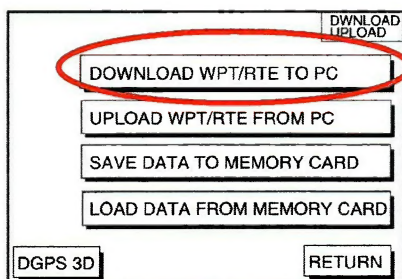 DWNLOAD
UPLOAD
DOWNLOAD WPT/RTE TO PC
UPLOAD WPT/RTE FROM PC
SAVE DATA TO MEMORY CARD
LOAD DATA FROM MEMORY CARD
DGPS 3D
RETURN